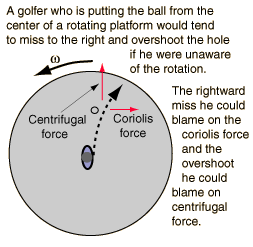 A golfer who is putting the ball from the
center of a rotating platform would tend
to miss to the right and overshoot the hole
if he were unaware
of the rotation.
ω
Centrifugal
force
Coriolis
force
The rightward
miss he could
blame on the
coriolis force
and the
overshoot
he could
blame on
centrifugal
force.